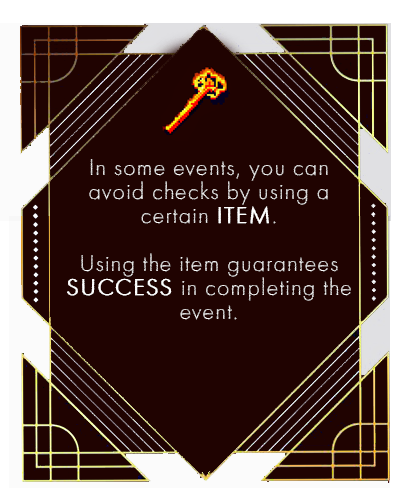 In some events, you can
avoid checks by using a
certain ITEM.
Using the item guarantees
SUCCESS in completing the
event.